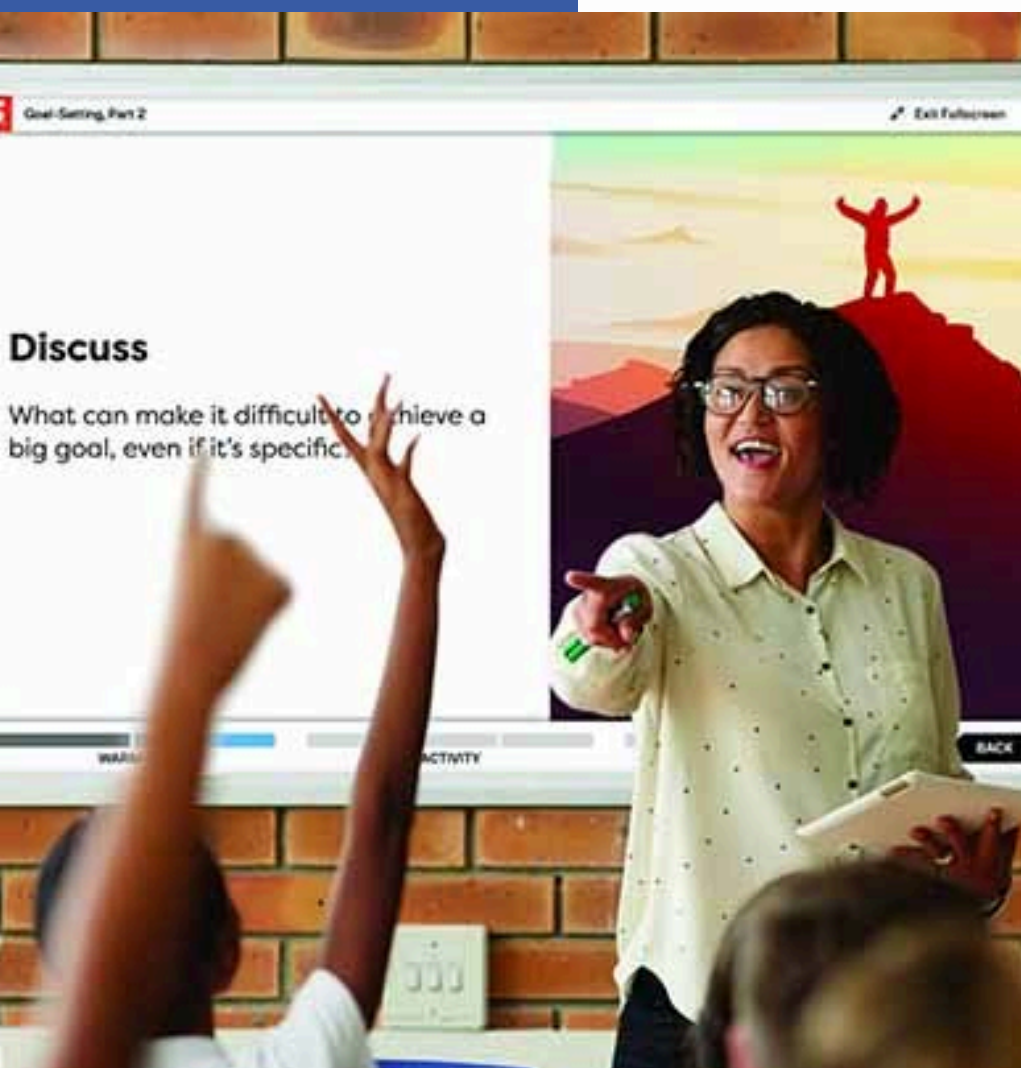 Goal-Setting, Part 2
Exit Fullscreen
Discuss
What can make it difficult to achieve a
big goal, even if it's specific
ACTIVITY
BACK